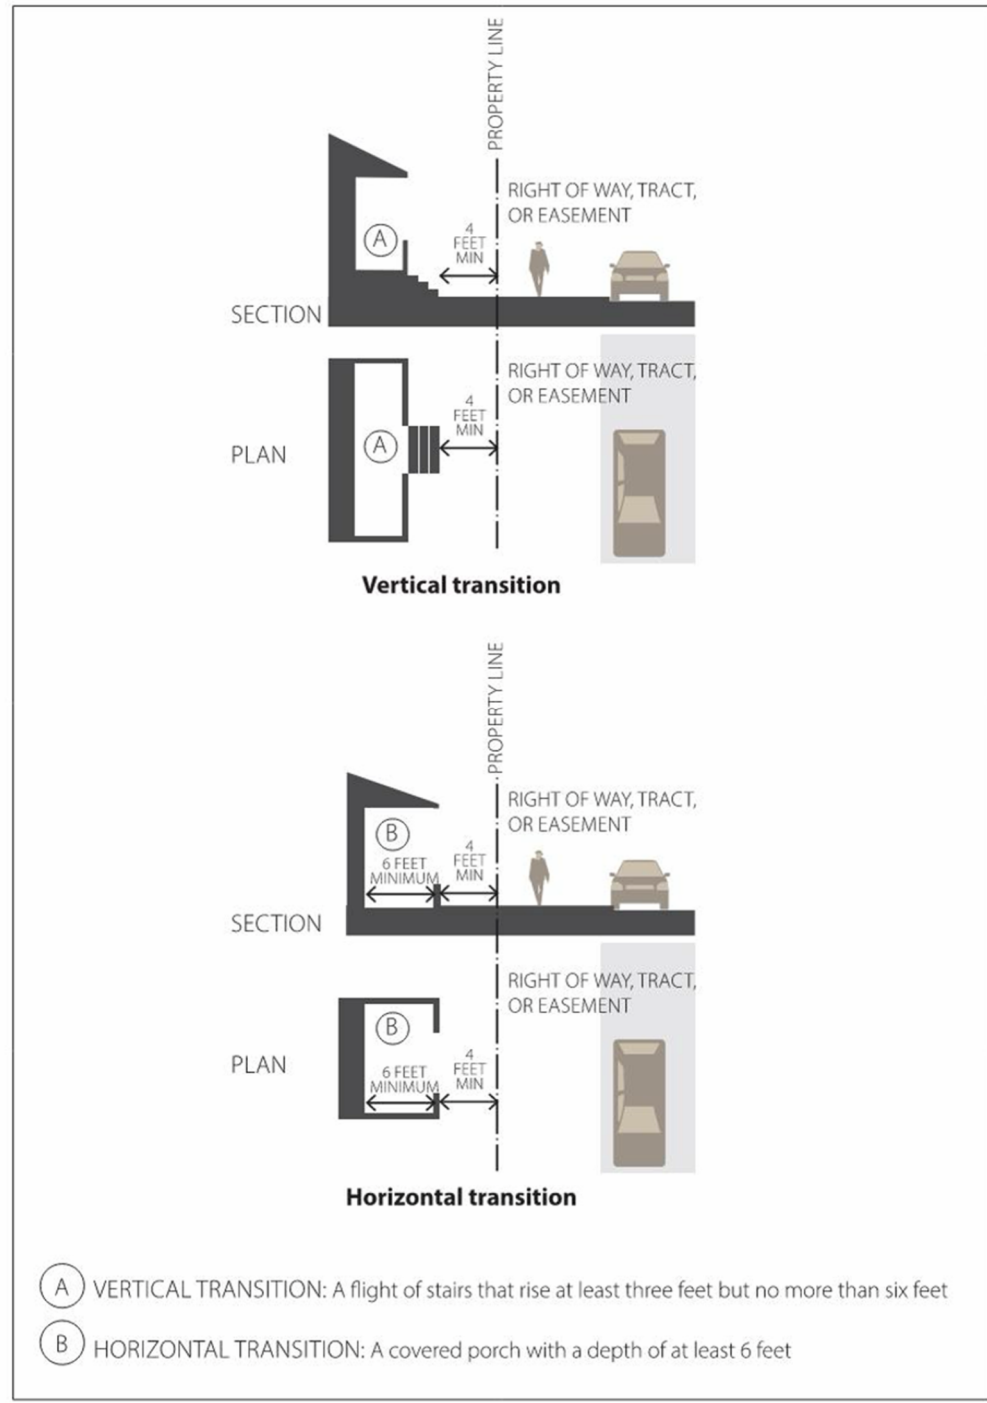 PROPERTY LINE
RIGHT OF WAY, TRACT,
OR EASEMENT
A
4
FEET
MIN
SECTION
RIGHT OF WAY, TRACT,
OR EASEMENT
4
FEET
MIN
A
PLAN
Vertical transition
PROPERTY LINE
RIGHT OF WAY, TRACT,
OR EASEMENT
B
4
FEET
MIN
6 FEET
MINIMUM
SECTION
RIGHT OF WAY, TRACT,
OR EASEMENT
B
4
FEET
MIN
6 FEET
MINIMUM
PLAN
Horizontal transition
A VERTICAL TRANSITION: A flight of stairs that rise at least three feet but no more than six feet
B HORIZONTAL TRANSITION: A covered porch with a depth of at least 6 feet